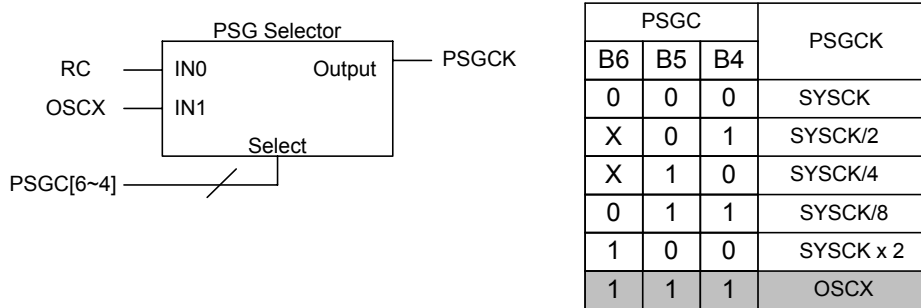 PSG Selector
RC IN0 Output PSGCK
OSCX IN1
Select
PSGC[6~4]
PSGC PSGCK
B6 B5 B4
0 0 0 SYSCK
X 0 1 SYSCK/2
X 1 0 SYSCK/4
0 1 1 SYSCK/8
1 0 0 SYSCK x 2
1 1 1 OSCX